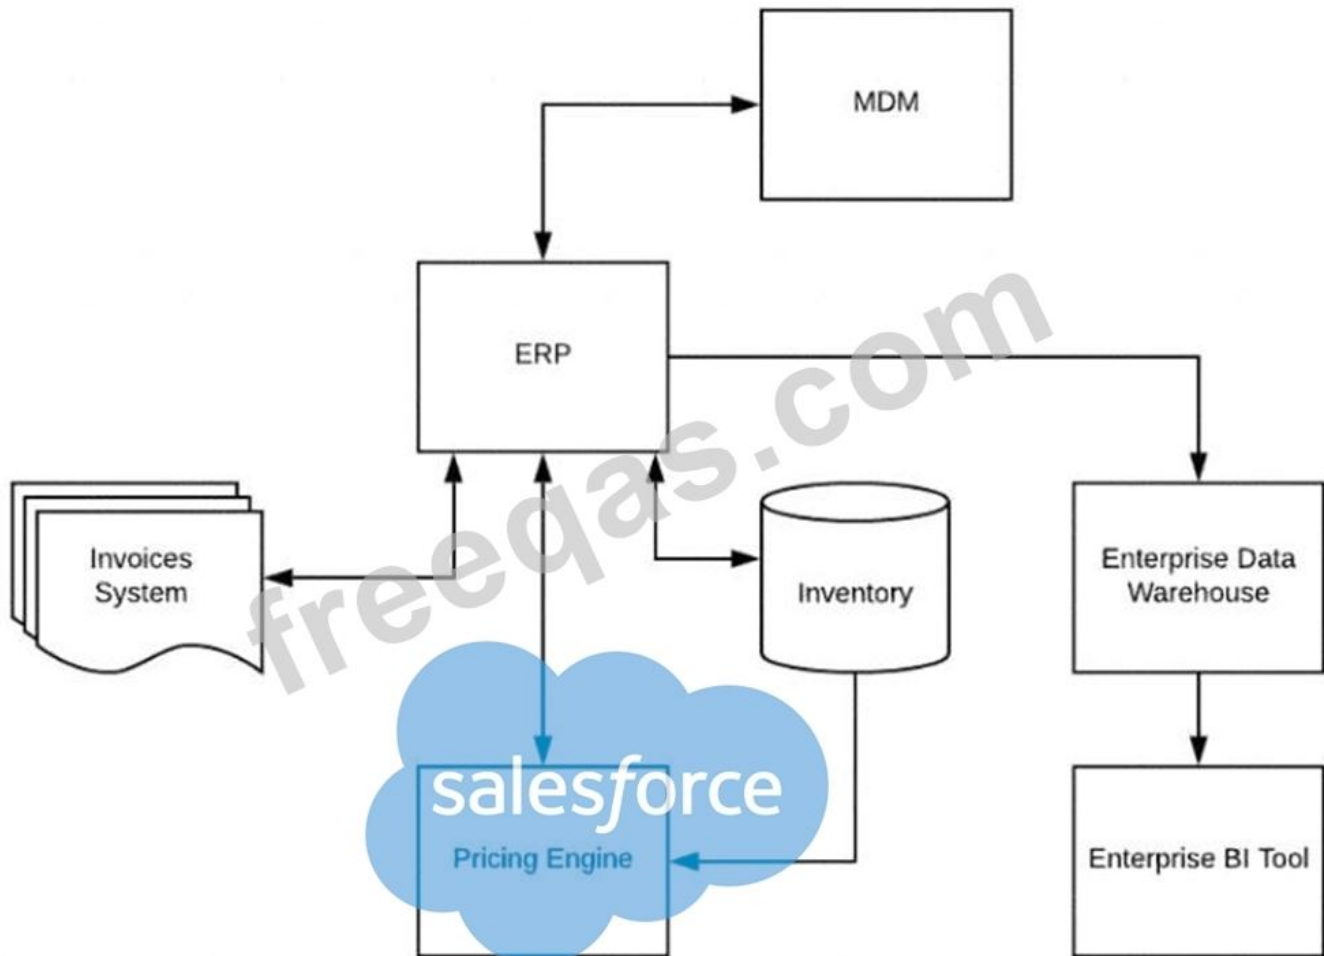 MDM
ERP
freeqas.com
Invoices
System
Inventory
Enterprise Data
Warehouse
salesforce
Pricing Engine
Enterprise BI Tool